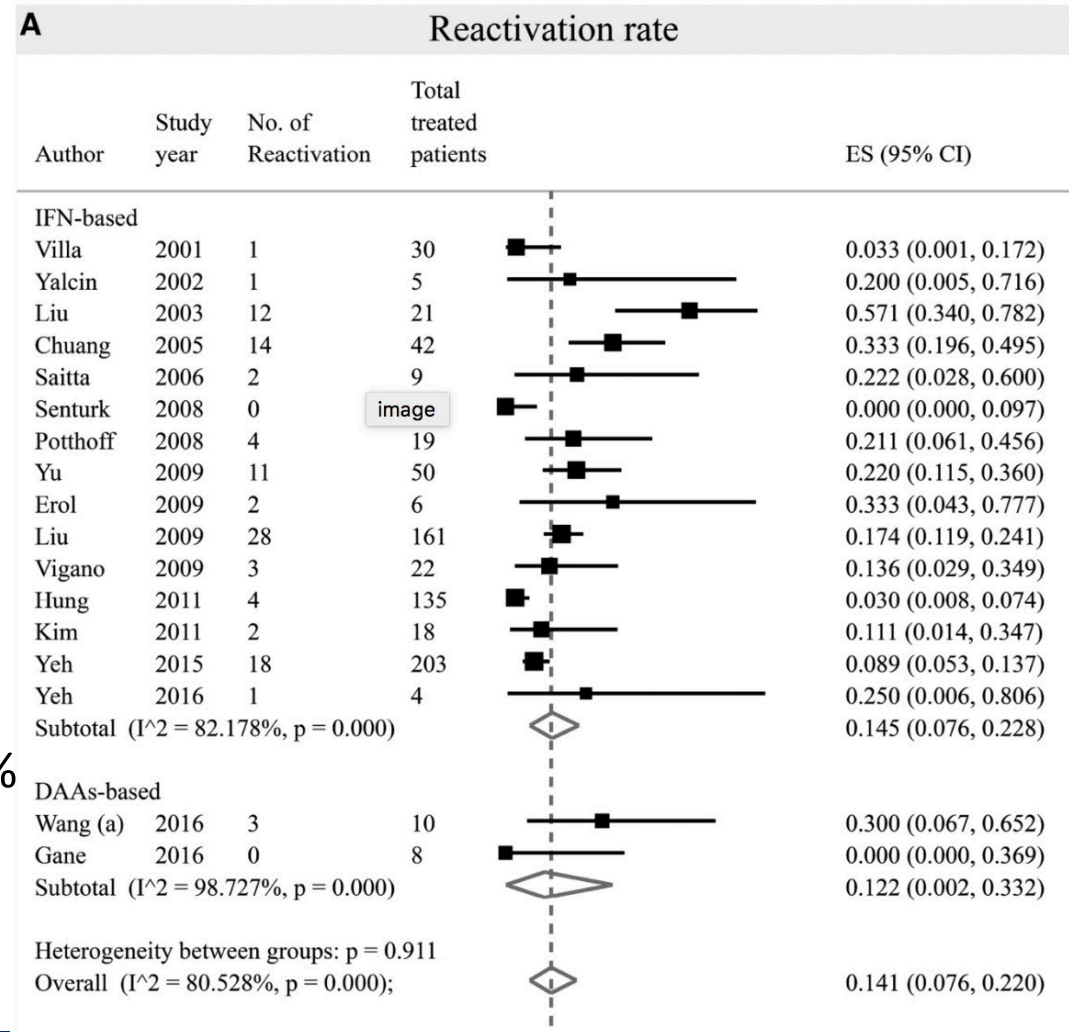 A Reactivation rate
Total
Study No. of treated
Author year Reactivation patients ES (95% CI)
IFN-based
Villa 2001 1 30 0.033 (0.001, 0.172)
Yalcin 2002 1 5 0.200 (0.005, 0.716)
Liu 2003 12 21 0.571 (0.340, 0.782)
Chuang 2005 14 42 0.333 (0.196, 0.495)
Saitta 2006 2 9 0.222 (0.028, 0.600)
Senturk 2008 0 image 0.000 (0.000, 0.097)
Potthoff 2008 4 19 0.211 (0.061, 0.456)
Yu 2009 11 50 0.220 (0.115, 0.360)
Erol 2009 2 6 0.333 (0.043, 0.777)
Liu 2009 28 161 0.174 (0.119, 0.241)
Vigano 2009 3 22 0.136 (0.029, 0.349)
Hung 2011 4 135 0.030 (0.008, 0.074)
Kim 2011 2 18 0.111 (0.014, 0.347)
Yeh 2015 18 203 0.089 (0.053, 0.137)
Yeh 2016 1 4 0.250 (0.006, 0.806)
Subtotal (I^2 = 82.178%, p = 0.000) 0.145 (0.076, 0.228)
%
DAAs-based
Wang (a) 2016 3 10 0.300 (0.067, 0.652)
Gane 2016 0 8 0.000 (0.000, 0.369)
Subtotal (I^2 = 98.727%, p = 0.000) 0.122 (0.002, 0.332)
Heterogeneity between groups: p = 0.911
Overall (I^2 = 80.528%, p = 0.000); 0.141 (0.076, 0.220)